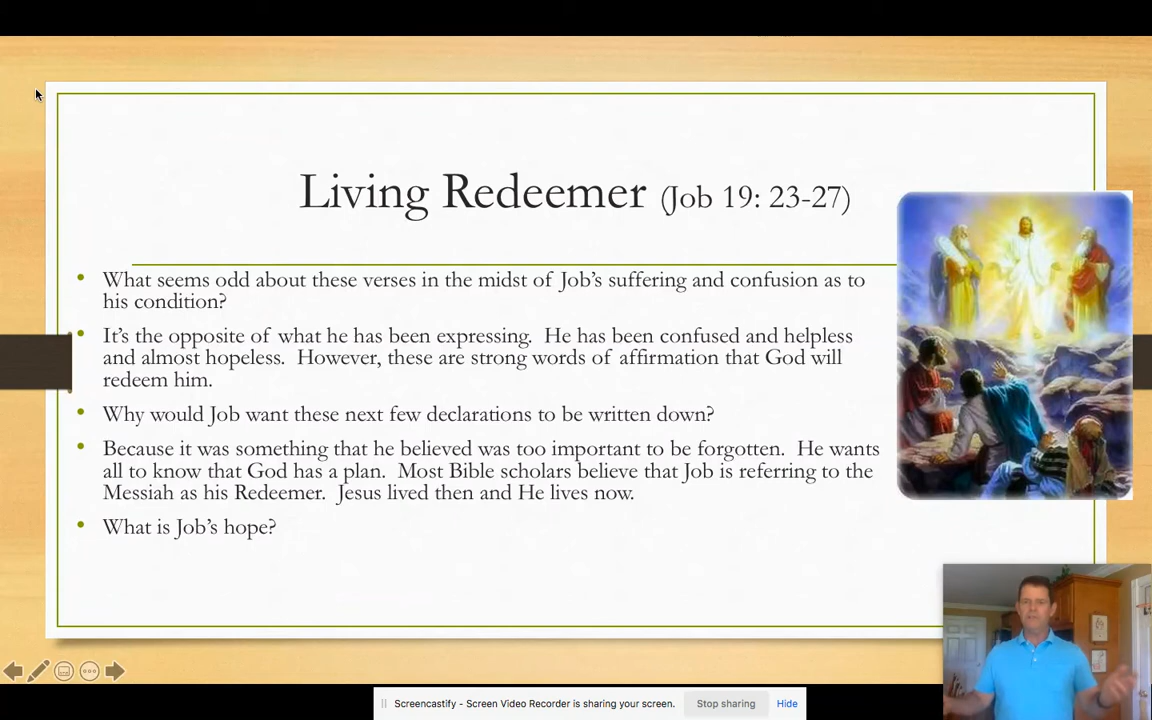 Living Redeemer (Job 19: 23-27)
What seems odd about these verses in the midst of Job's suffering and confusion as to
his condition?
It's the opposite of what he has been expressing.  He has been confused and helpless
and almost hopeless.  However, these are strong words of affirmation that God will
redeem him.
Why would Job want these next few declarations to be written down?
Because it was something that he believed was too important to be forgotten.  He wants
all to know that God has a plan.  Most Bible scholars believe that Job is referring to the
Messiah as his Redeemer.  Jesus lived then and He lives now.
What is Job's hope?
Screencastify - Screen Video Recorder is sharing your screen. Stop sharing Hide